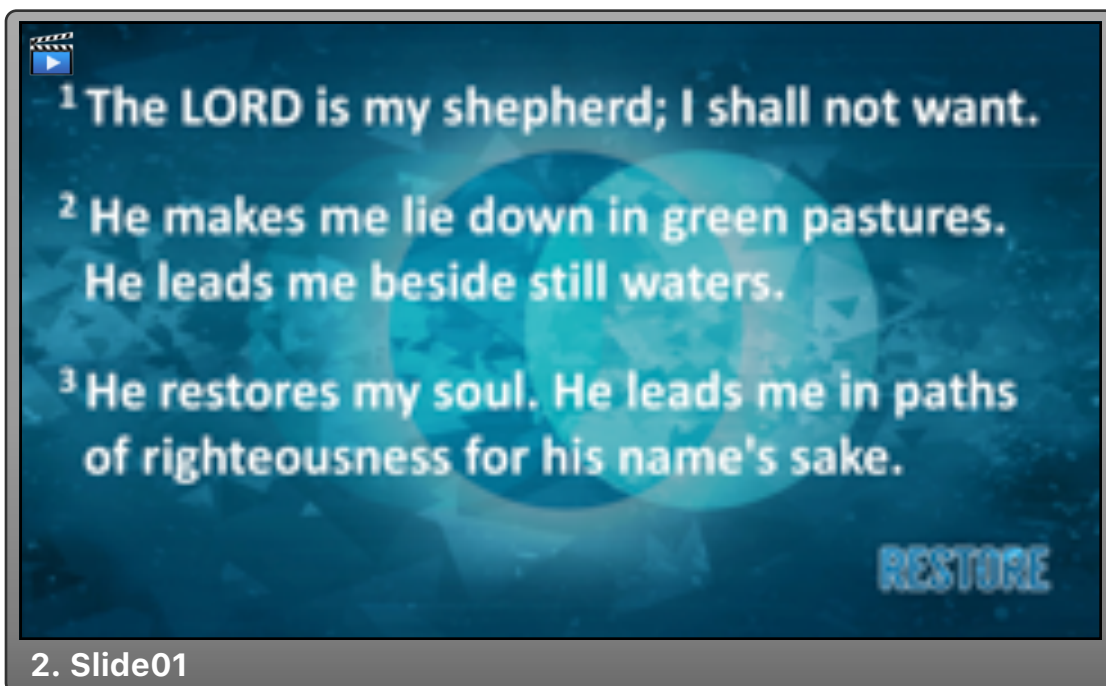 1 The LORD is my shepherd; I shall not want.
2 He makes me lie down in green pastures.
He leads me beside still waters.
3 He restores my soul. He leads me in paths
of righteousness for his name's sake.
RESTORE
2. Slide01